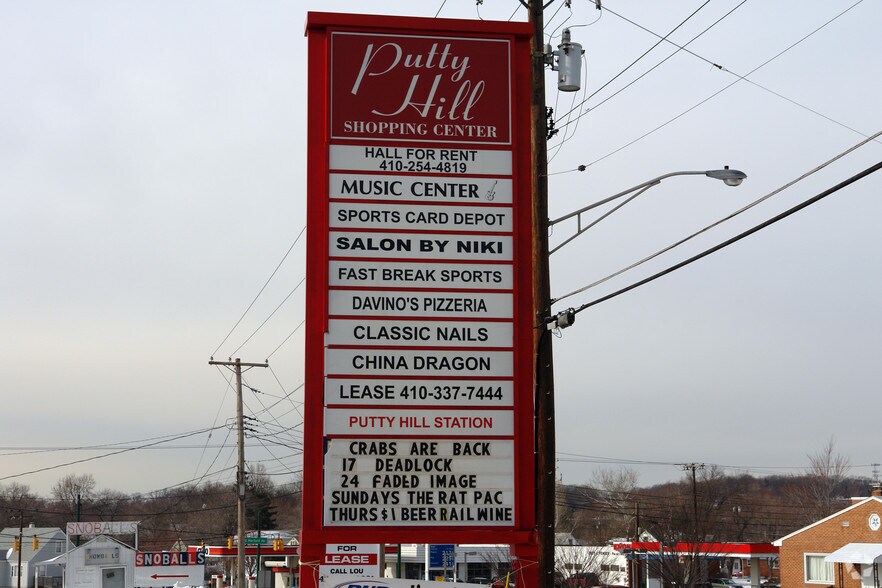 Putty
Hill
SHOPPING CENTER
HALL FOR RENT
410-254-4819
MUSIC CENTER
SPORTS CARD DEPOT
SALON BY NIKI
FAST BREAK SPORTS
DAVINO'S PIZZERIA
CLASSIC NAILS
CHINA DRAGON
LEASE 410-337-7444
PUTTY HILL STATION
CRABS ARE BACK
17 DEADLOCK
24 FADED IMAGE
SUNDAYS THE RAT PAC
THURS $1 BEER RAIL WINE
FOR
LEASE
CALL
SNOBALLS
SNOBALLS